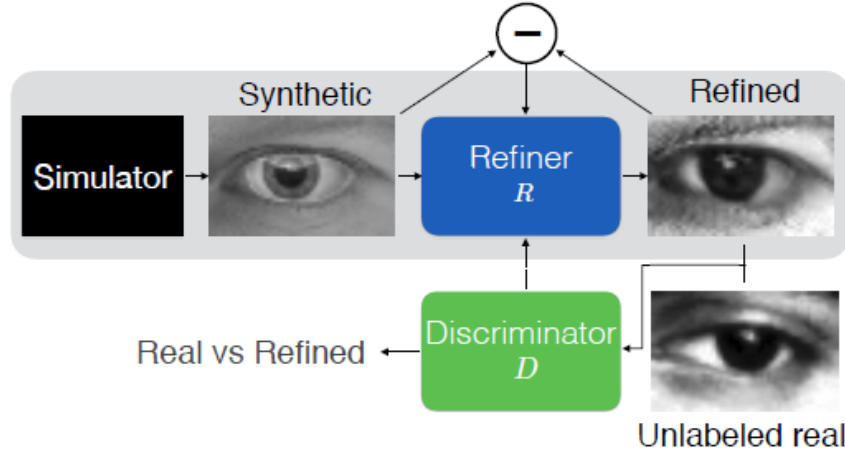 −
Synthetic
Refined
Simulator
Refiner
R
Discriminator
D
Real vs Refined
Unlabeled real